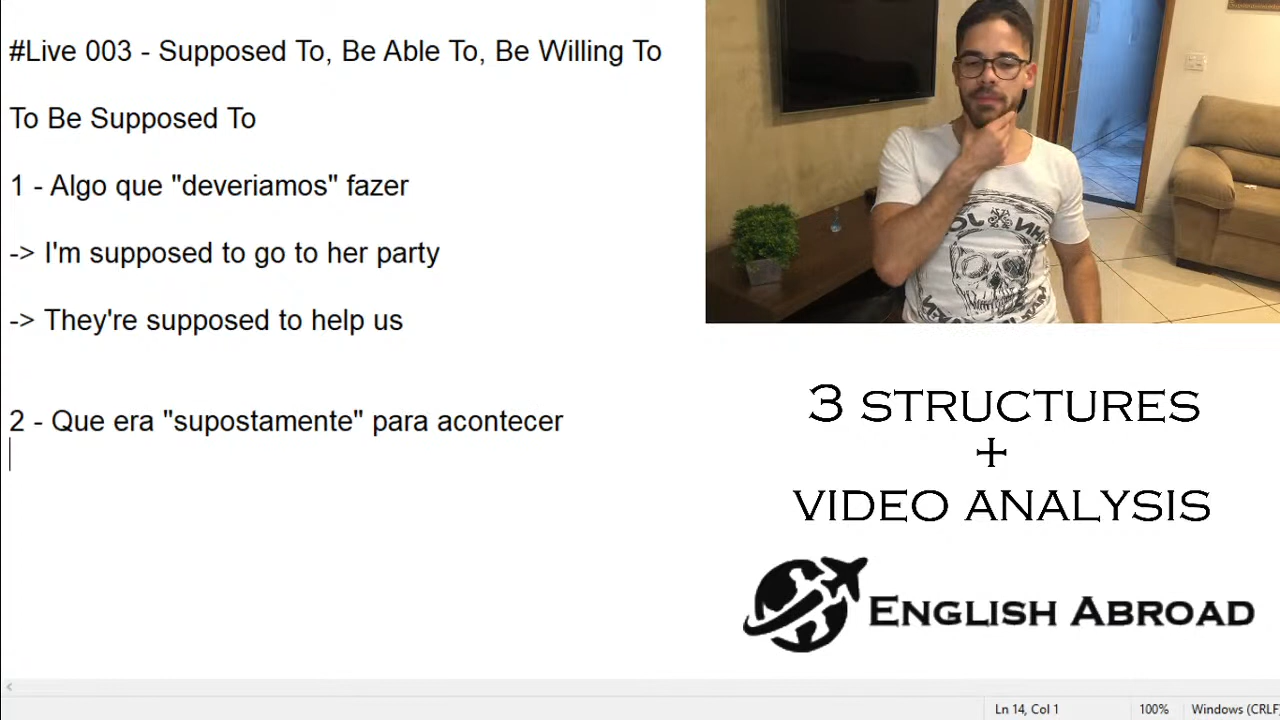 #Live 003 - Supposed To, Be Able To, Be Willing To
To Be Supposed To
1 - Algo que "deveriamos" fazer
-> I'm supposed to go to her party
-> They're supposed to help us
2 - Que era "supostamente" para acontecer
3 STRUCTURES
+
VIDEO ANALYSIS
ENGLISH ABROAD
Ln 14, Col 1
100%
Windows (CRLF